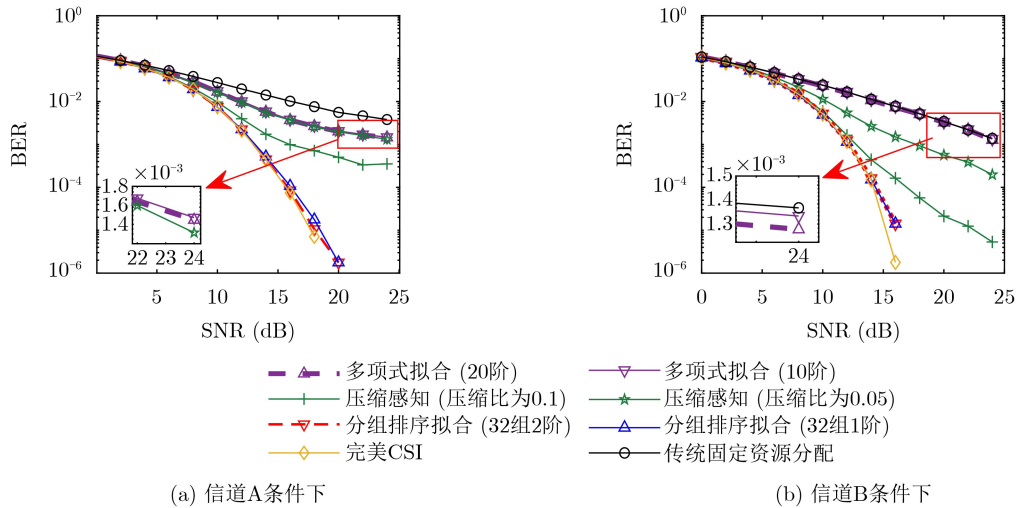 10^0
10^-2
10^-4
10^-6
BER
5
10
15
20
25
SNR (dB)
1.8 ×10^-3
1.6
1.4
22
23
24
10^0
10^-2
10^-4
10^-6
BER
0
5
10
15
20
25
SNR (dB)
1.5 ×10^-3
1.4
1.3
24
多项式拟合 (20阶)
多项式拟合 (10阶)
压缩感知 (压缩比为0.1)
压缩感知 (压缩比为0.05)
分组排序拟合 (32组2阶)
分组排序拟合 (32组1阶)
完美CSI
传统固定资源分配
(a) 信道A条件下
(b) 信道B条件下